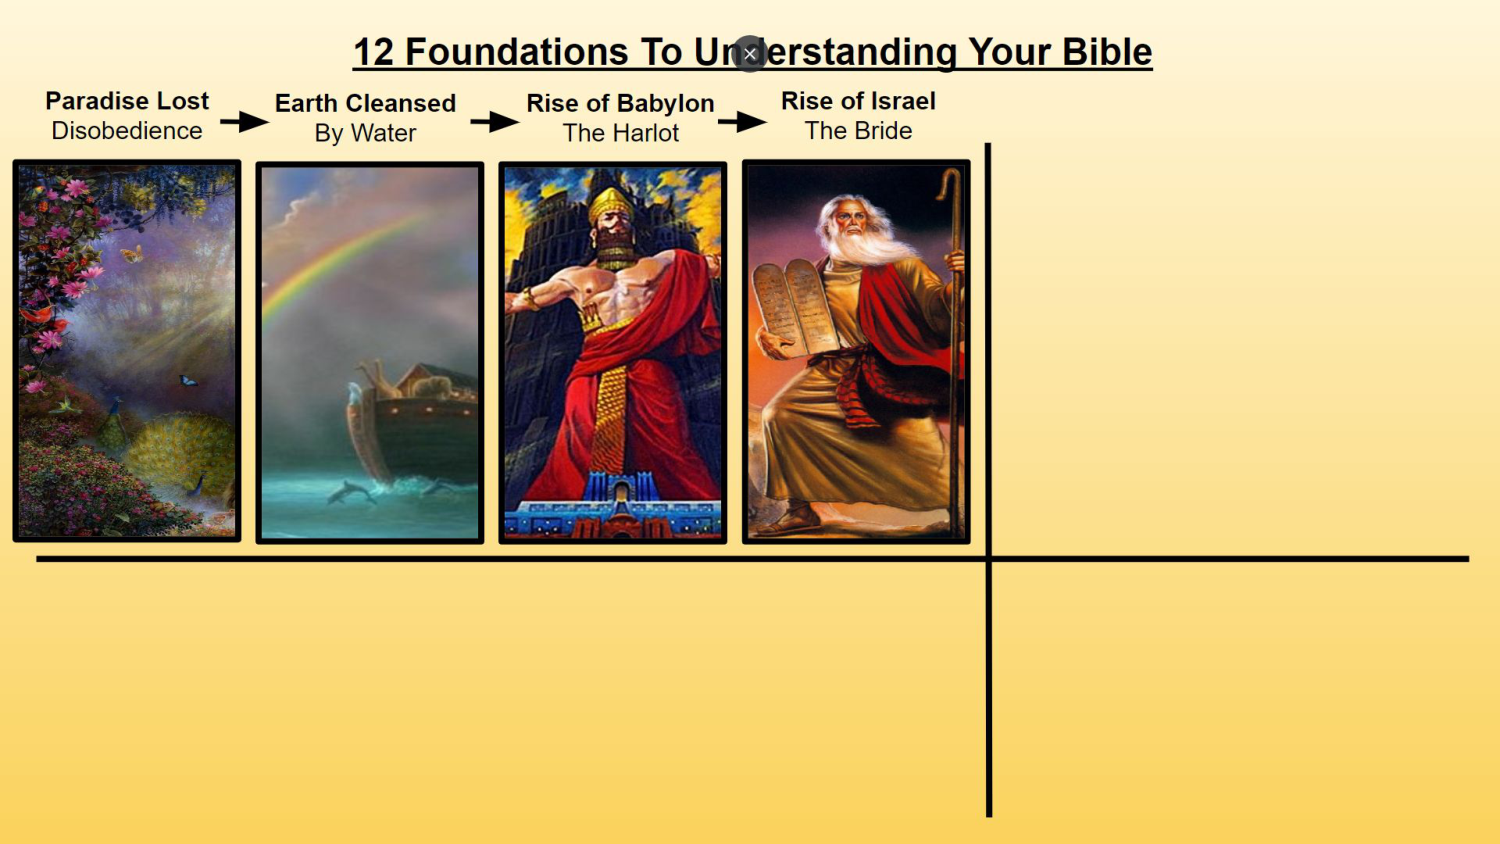 12 Foundations To Understanding Your Bible
Paradise Lost
Disobedience
Earth Cleansed
By Water
Rise of Babylon
The Harlot
Rise of Israel
The Bride